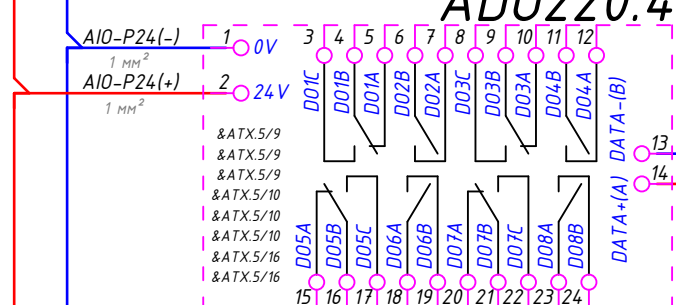 ADO220.4
AIO-P24(-)
1 мм²
1
0V
AIO-P24(+)
1 мм²
2
24V
3 4 5 6 7 8 9 10 11 12
DO1C DO1B DO1A DO2B DO2A DO3C DO3B DO3A DO4B DO4A
DATA-(B)
13
14
DATA+(A)
&ATX.5/9
&ATX.5/9
&ATX.5/9
&ATX.5/10
&ATX.5/10
&ATX.5/10
&ATX.5/16
&ATX.5/16
DO5A DO5B DO5C DO6A DO6B DO7A DO7B DO7C DO8A DO8B
15 16 17 18 19 20 21 22 23 24